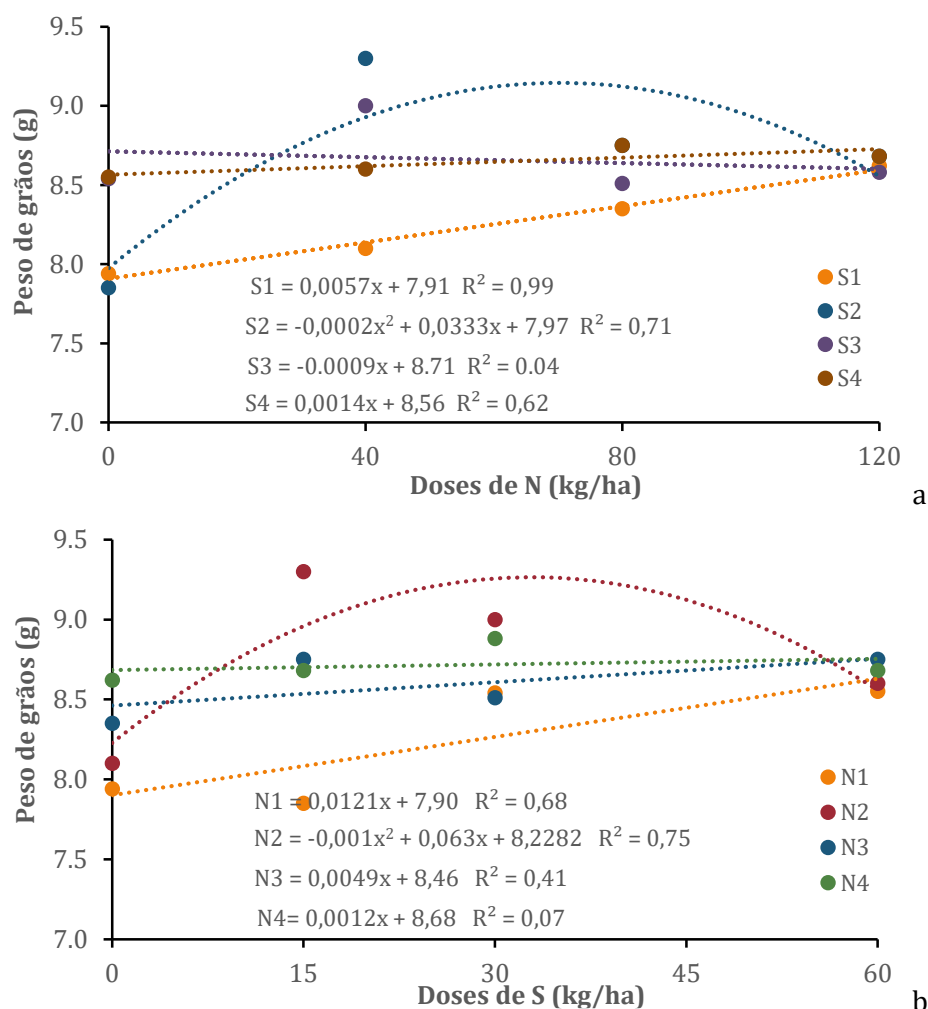 9.5
9.0
8.5
8.0
7.5
7.0
Peso de grãos (g)
S1 = 0,0057x + 7,91 R² = 0,99
S2 = -0,0002x² + 0,0333x + 7,97 R² = 0,71
S3 = -0.0009x + 8.71 R² = 0.04
S4 = 0,0014x + 8,56 R² = 0,62
S1
S2
S3
S4
0 40 80 120
Doses de N (kg/ha)
a
9.5
9.0
8.5
8.0
7.5
7.0
Peso de grãos (g)
N1 = 0,0121x + 7,90 R² = 0,68
N2 = -0,001x² + 0,063x + 8,2282 R² = 0,75
N3 = 0,0049x + 8,46 R² = 0,41
N4= 0,0012x + 8,68 R² = 0,07
N1
N2
N3
N4
0 15 30 45 60
Doses de S (kg/ha)
b